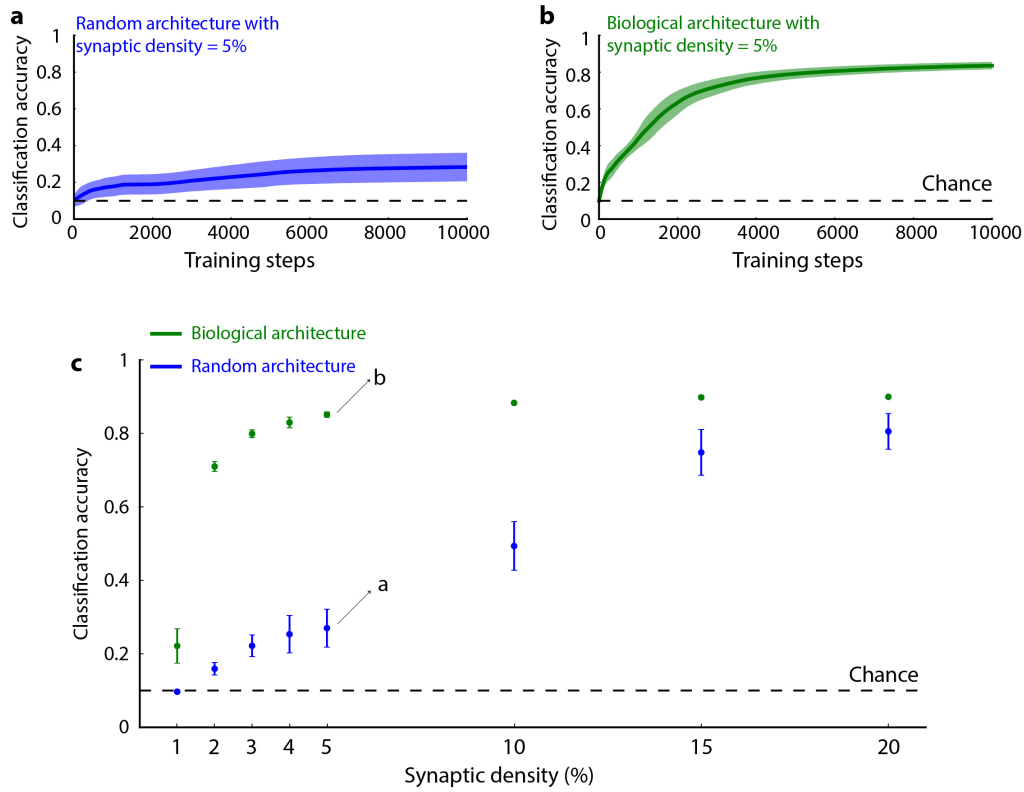 a
Random architecture with
synaptic density = 5%
Classification accuracy
1
0.8
0.6
0.4
0.2
0
0 2000 4000 6000 8000 10000
Training steps
b
Biological architecture with
synaptic density = 5%
Classification accuracy
1
0.8
0.6
0.4
0.2
0
Chance
0 2000 4000 6000 8000 10000
Training steps
Biological architecture
Random architecture
c
Classification accuracy
1
0.8
0.6
0.4
0.2
0
b
a
Chance
1 2 3 4 5 10 15 20
Synaptic density (%)